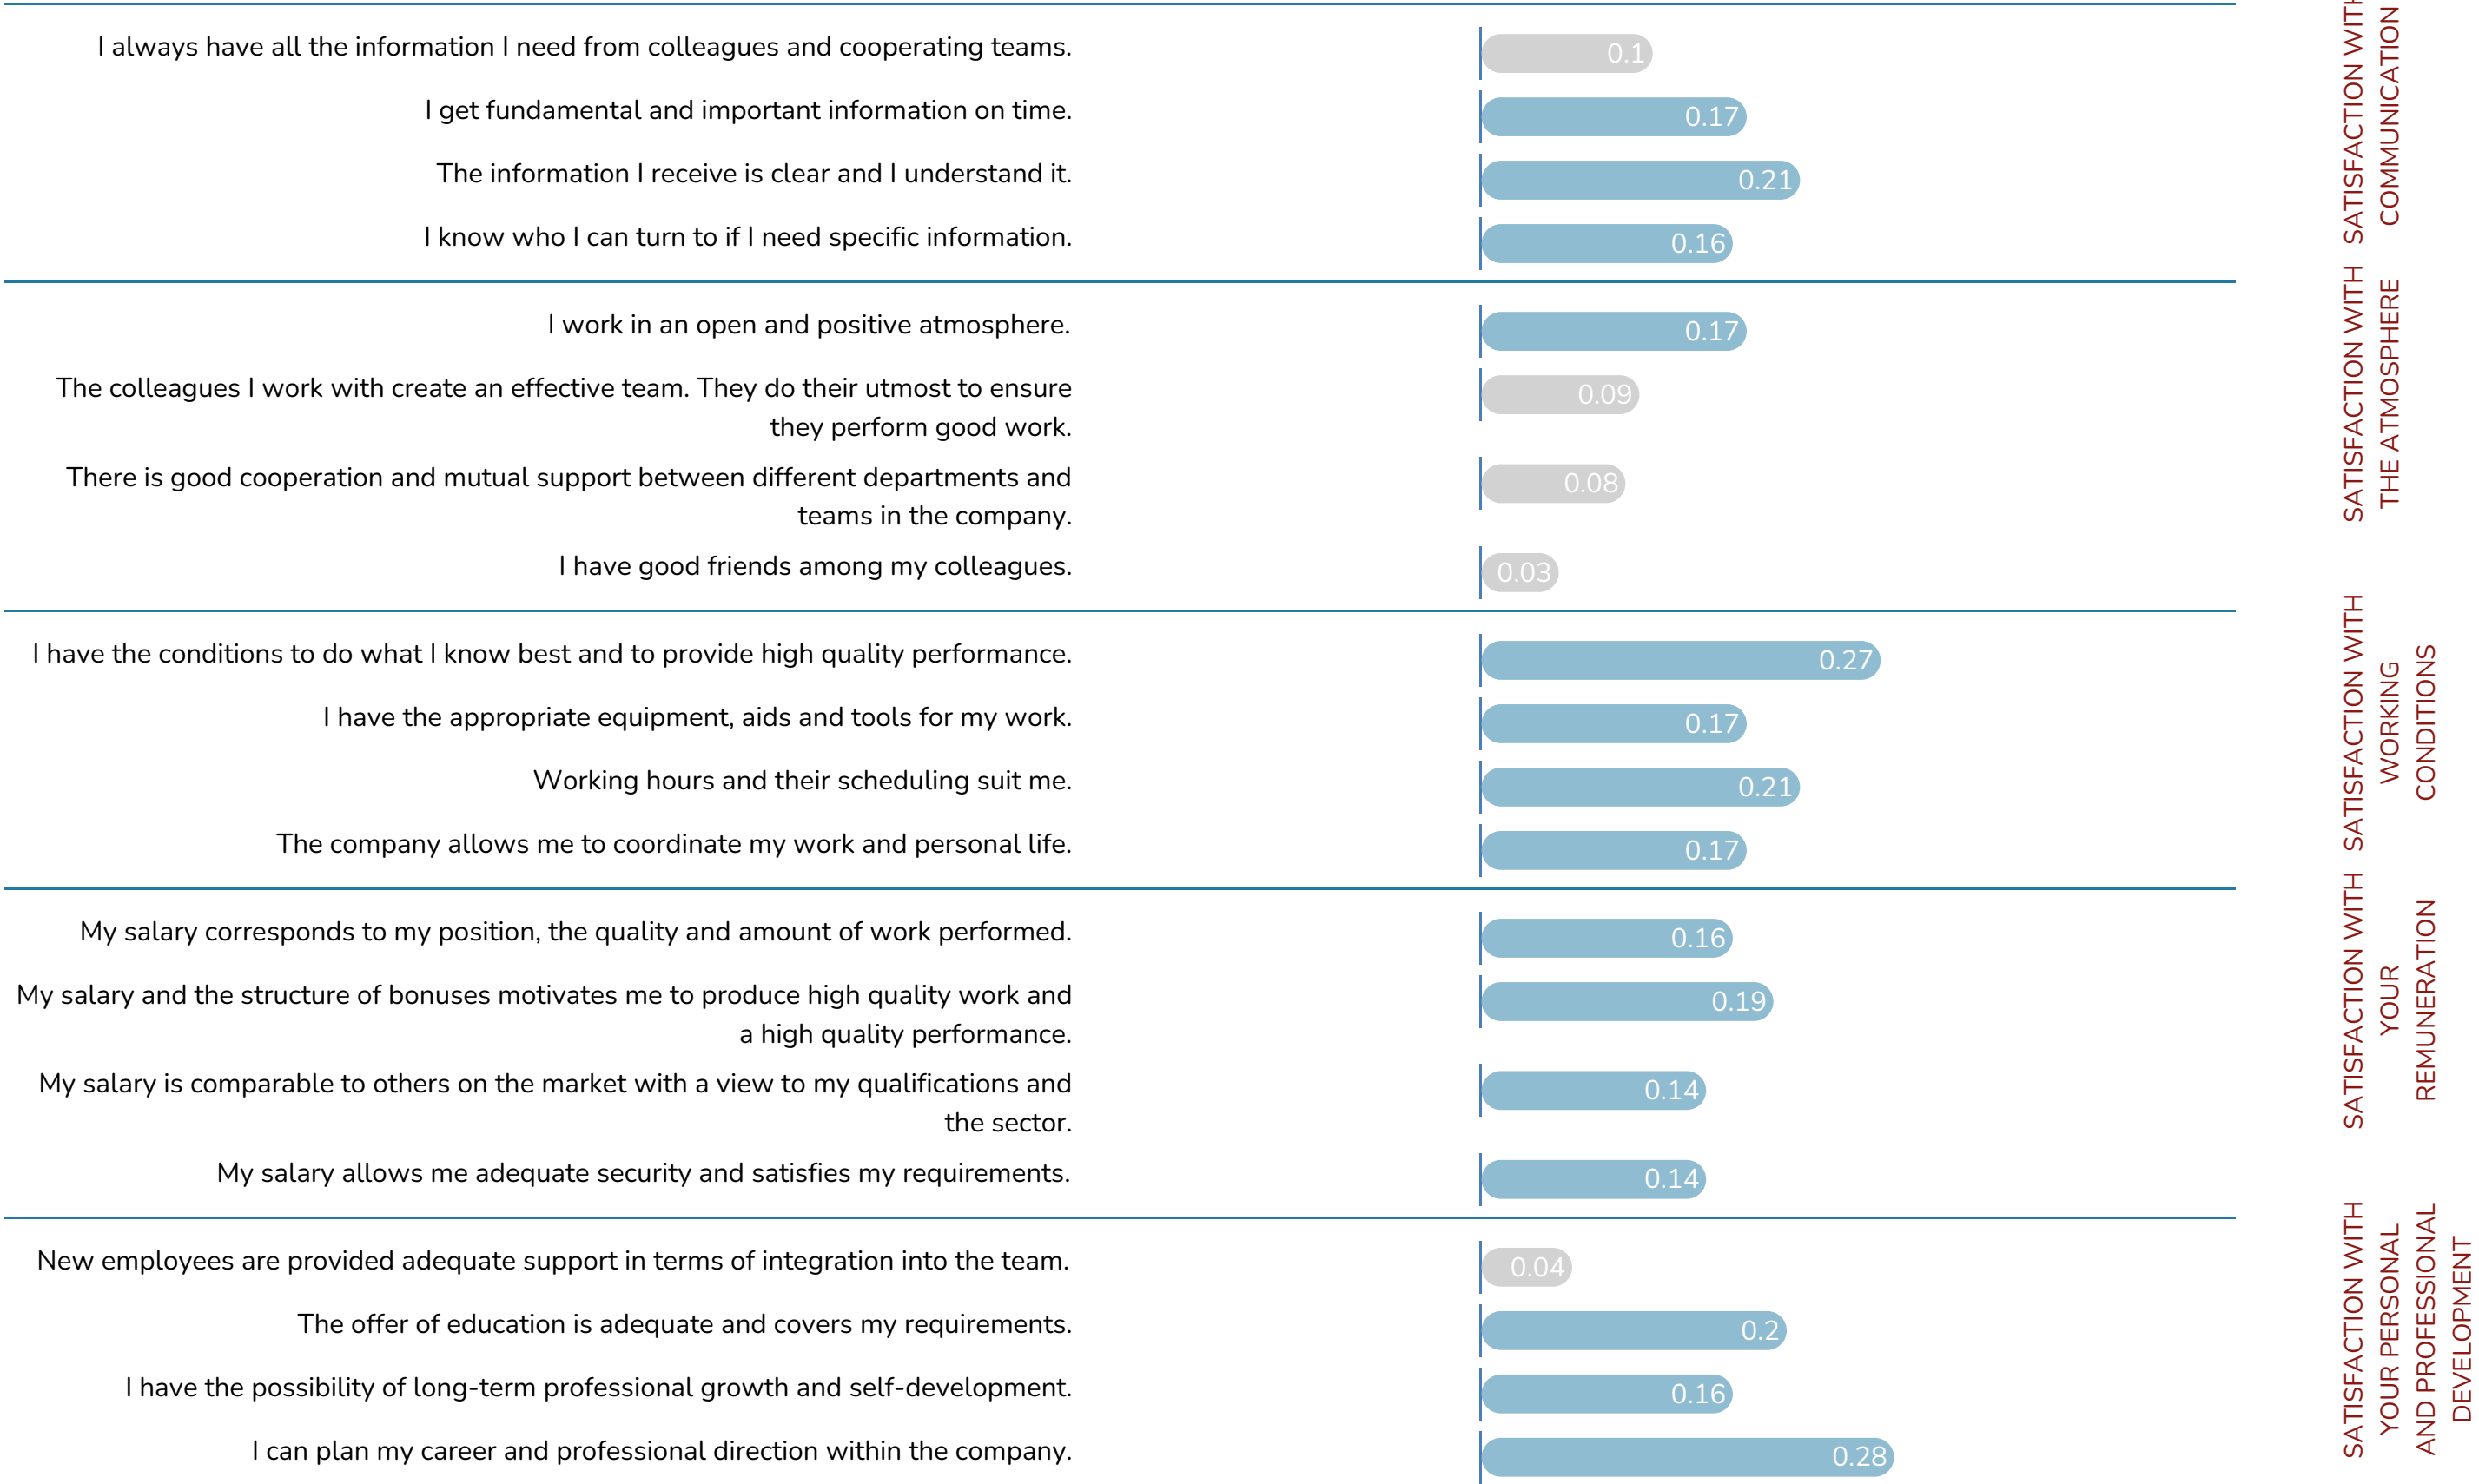 I always have all the information I need from colleagues and cooperating teams.
0.1
I get fundamental and important information on time.
0.17
The information I receive is clear and I understand it.
0.21
I know who I can turn to if I need specific information.
0.16
SATISFACTION WITH
COMMUNICATION
I work in an open and positive atmosphere.
0.17
The colleagues I work with create an effective team. They do their utmost to ensure
they perform good work.
0.09
There is good cooperation and mutual support between different departments and
teams in the company.
0.08
I have good friends among my colleagues.
0.03
SATISFACTION WITH
THE ATMOSPHERE
I have the conditions to do what I know best and to provide high quality performance.
0.27
I have the appropriate equipment, aids and tools for my work.
0.17
Working hours and their scheduling suit me.
0.21
The company allows me to coordinate my work and personal life.
0.17
SATISFACTION WITH
WORKING
CONDITIONS
My salary corresponds to my position, the quality and amount of work performed.
0.16
My salary and the structure of bonuses motivates me to produce high quality work and
a high quality performance.
0.19
My salary is comparable to others on the market with a view to my qualifications and
the sector.
0.14
My salary allows me adequate security and satisfies my requirements.
0.14
SATISFACTION WITH
YOUR
REMUNERATION
New employees are provided adequate support in terms of integration into the team.
0.04
The offer of education is adequate and covers my requirements.
0.2
I have the possibility of long-term professional growth and self-development.
0.16
I can plan my career and professional direction within the company.
0.28
SATISFACTION WITH
YOUR PERSONAL
AND PROFESSIONAL
DEVELOPMENT